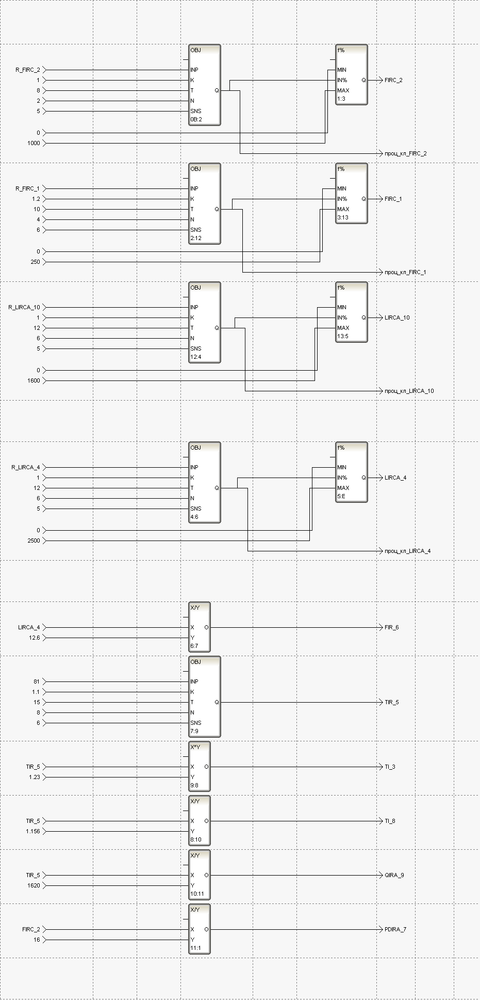 OBJ
f%
R_FIRC_2
INP
MIN
1
K
IN%
Q
FIRC_2
8
T
Q
MAX
2
N
1:3
5
SNS
0B:2
0
1000
проц_кл_FIRC_2
OBJ
f%
R_FIRC_1
INP
MIN
1.2
K
IN%
Q
FIRC_1
10
T
Q
MAX
4
N
3:13
6
SNS
2:12
0
250
проц_кл_FIRC_1
OBJ
f%
R_LIRCA_10
INP
MIN
1
K
IN%
Q
LIRCA_10
12
T
Q
MAX
6
N
13:5
5
SNS
12:4
0
1600
проц_кл_LIRCA_10
OBJ
f%
R_LIRCA_4
INP
MIN
1
K
IN%
Q
LIRCA_4
12
T
Q
MAX
6
N
5:E
5
SNS
4:6
0
2500
проц_кл_LIRCA_4
X/Y
LIRCA_4
X
O
FIR_6
12.6
Y
6:7
OBJ
81
INP
1.1
K
15
T
Q
TIR_5
8
N
6
SNS
7:9
X*Y
TIR_5
X
O
TI_3
1.23
Y
9:8
X/Y
TIR_5
X
O
TI_8
1.156
Y
8:10
X/Y
TIR_5
X
O
QIRA_9
1620
Y
10:11
X/Y
FIRC_2
X
O
PDIRA_7
16
Y
11:1